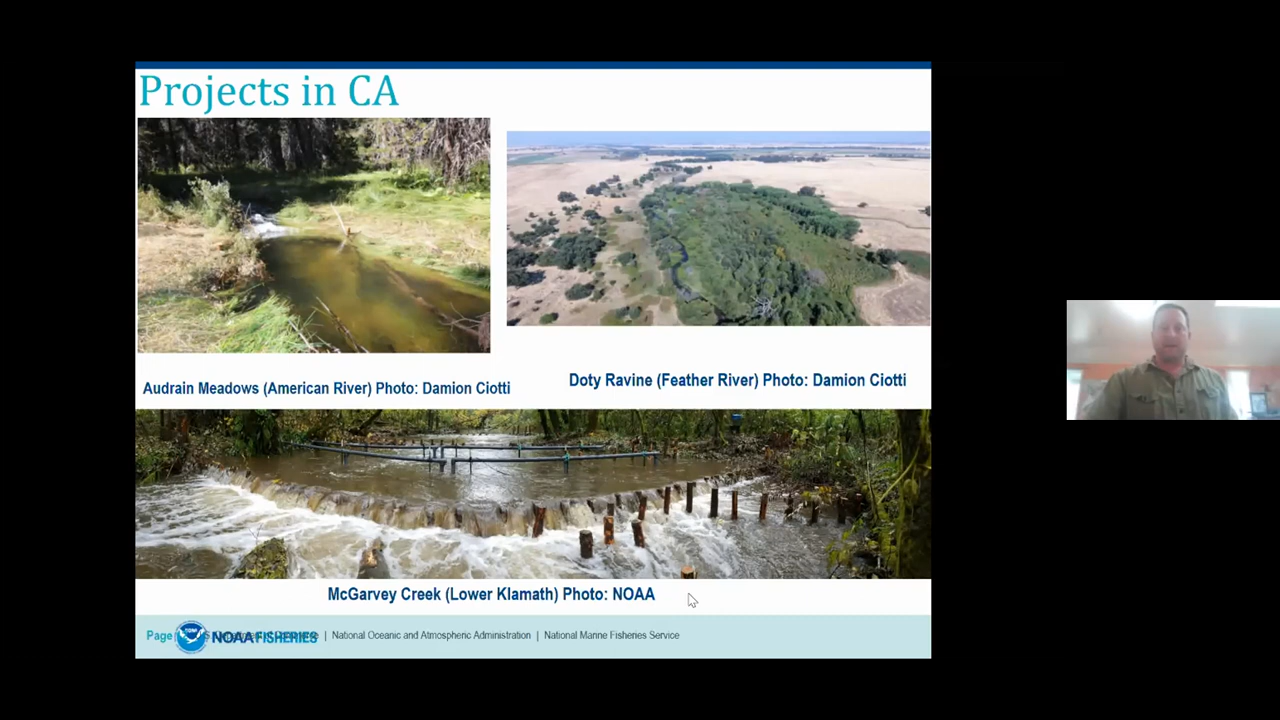 Projects in CA
Audrain Meadows (American River) Photo: Damion Ciotti
Doty Ravine (Feather River) Photo: Damion Ciotti
McGarvey Creek (Lower Klamath) Photo: NOAA
Page
NOAA FISHERIES
| National Oceanic and Atmospheric Administration | National Marine Fisheries Service